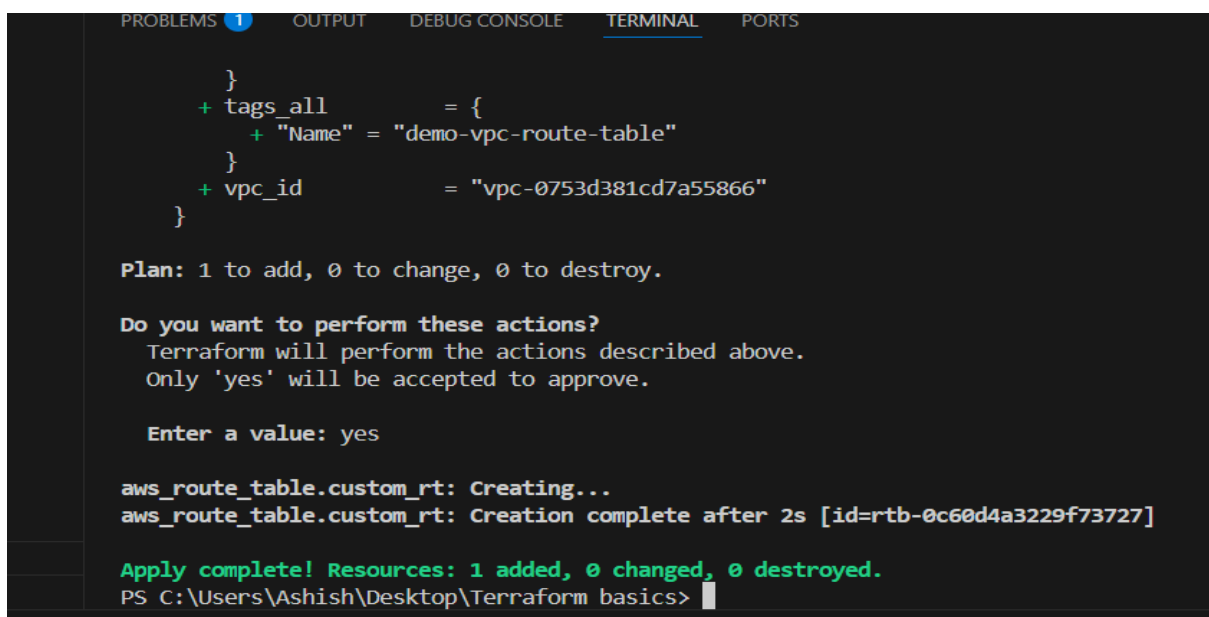 PROBLEMS 1 OUTPUT DEBUG CONSOLE TERMINAL PORTS
}
+ tags_all = {
+ "Name" = "demo-vpc-route-table"
}
+ vpc_id = "vpc-0753d381cd7a55866"
}
Plan: 1 to add, 0 to change, 0 to destroy.
Do you want to perform these actions?
Terraform will perform the actions described above.
Only 'yes' will be accepted to approve.
Enter a value: yes
aws_route_table.custom_rt: Creating...
aws_route_table.custom_rt: Creation complete after 2s [id=rtb-0c60d4a3229f73727]
Apply complete! Resources: 1 added, 0 changed, 0 destroyed.
PS C:\Users\Ashish\Desktop\Terraform basics>